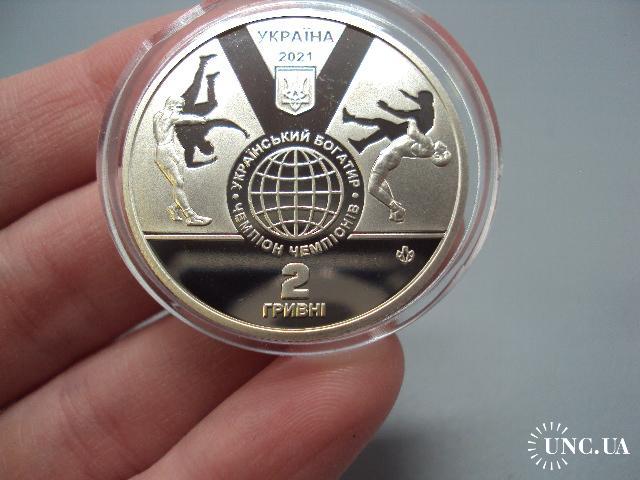 УКРАЇНА
2021
УКРАЇНСЬКИЙ БОГАТИР
ЧЕМПІОН ЧЕМПІОНІВ
2
ГРИВНІ
UNC.UA